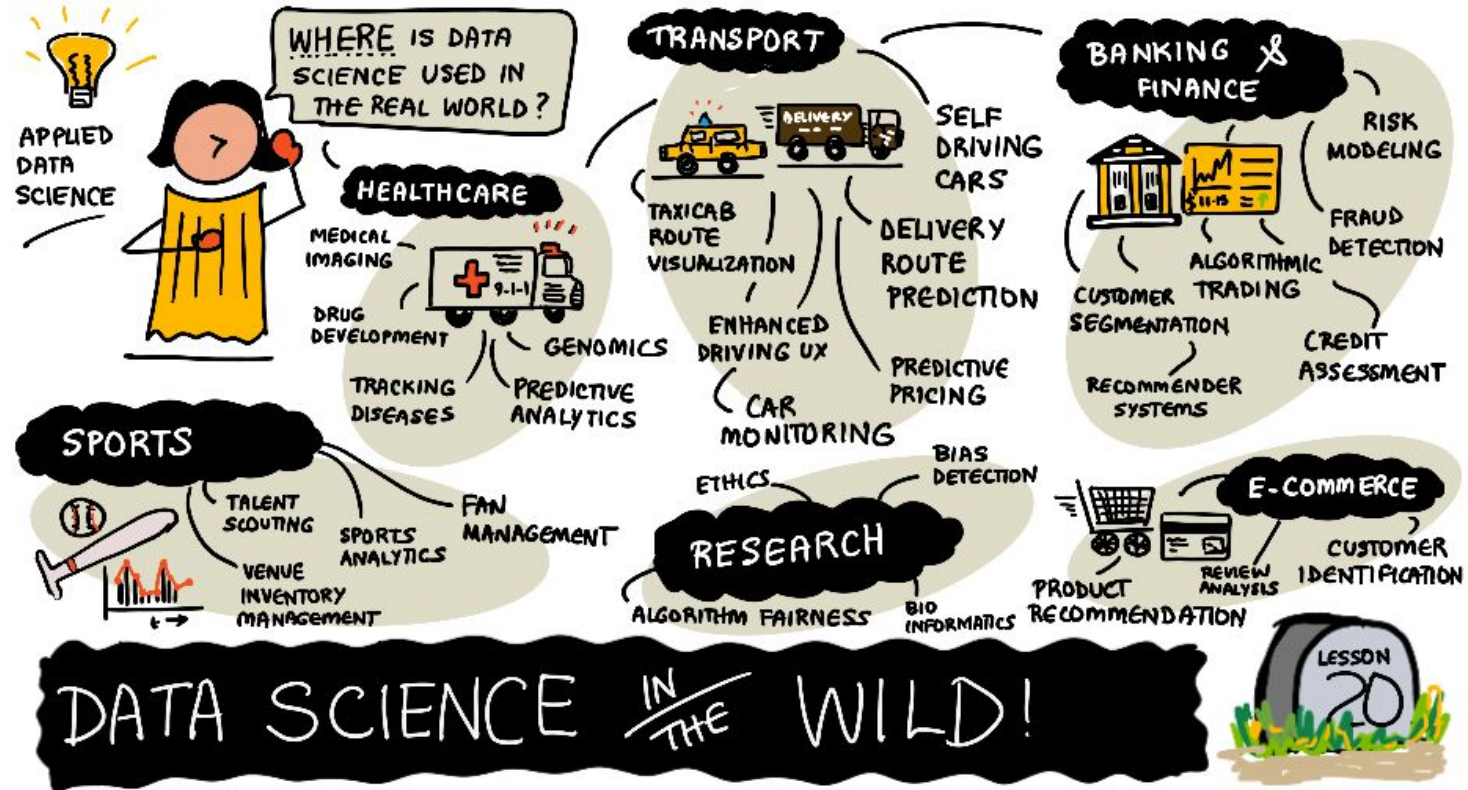 APPLIED
DATA
SCIENCE
WHERE IS DATA
SCIENCE USED IN
THE REAL WORLD?
HEALTHCARE
MEDICAL
IMAGING
9-1-1
DRUG
DEVELOPMENT
GENOMICS
TRACKING
DISEASES
PREDICTIVE
ANALYTICS
TRANSPORT
DELIVERY
SELF
DRIVING
CARS
TAXICAB
ROUTE
VISUALIZATION
DELIVERY
ROUTE
PREDICTION
ENHANCED
DRIVING UX
PREDICTIVE
PRICING
CAR
MONITORING
BANKING &
FINANCE
RISK
MODELING
$ 11.15
FRAUD
DETECTION
ALGORITHMIC
TRADING
CUSTOMER
SEGMENTATION
CREDIT
ASSESSMENT
RECOMMENDER
SYSTEMS
SPORTS
TALENT
SCOUTING
SPORTS
ANALYTICS
FAN
MANAGEMENT
VENUE
INVENTORY
MANAGEMENT
t →
ETHICS
BIAS
DETECTION
RESEARCH
ALGORITHM FAIRNESS
BIO
INFORMATICS
E-COMMERCE
CUSTOMER
IDENTIFICATION
REVIEW
ANALYSIS
PRODUCT
RECOMMENDATION
DATA SCIENCE IN THE WILD!
LESSON
20